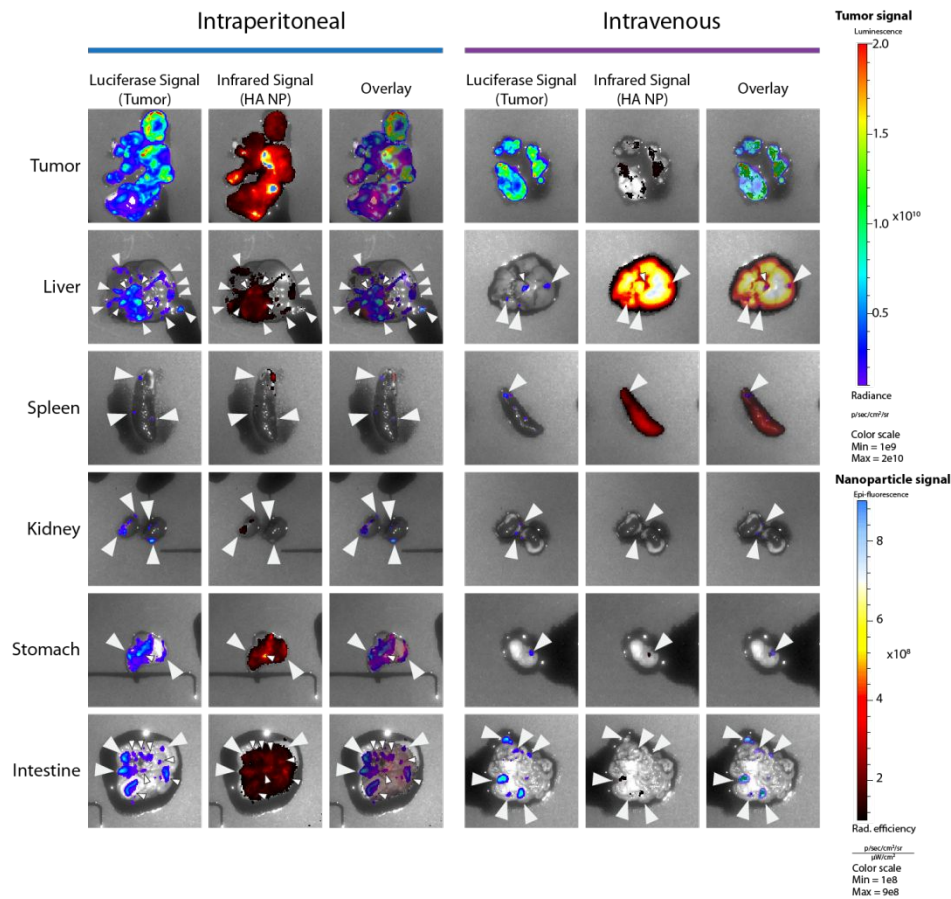 Intraperitoneal
Intravenous
Luciferase Signal
(Tumor)
Infrared Signal
(HA NP)
Overlay
Luciferase Signal
(Tumor)
Infrared Signal
(HA NP)
Overlay
Tumor
Liver
Spleen
Kidney
Stomach
Intestine
Tumor signal
Luminescence
2.0
1.5
1.0
x10¹⁰
0.5
Radiance
p/sec/cm²/sr
Color scale
Min = 1e9
Max = 2e10
Nanoparticle signal
Epi-fluorescence
8
6
x10⁸
4
2
Rad. efficiency
p/sec/cm²/sr
µW/cm²
Color scale
Min = 1e8
Max = 9e8